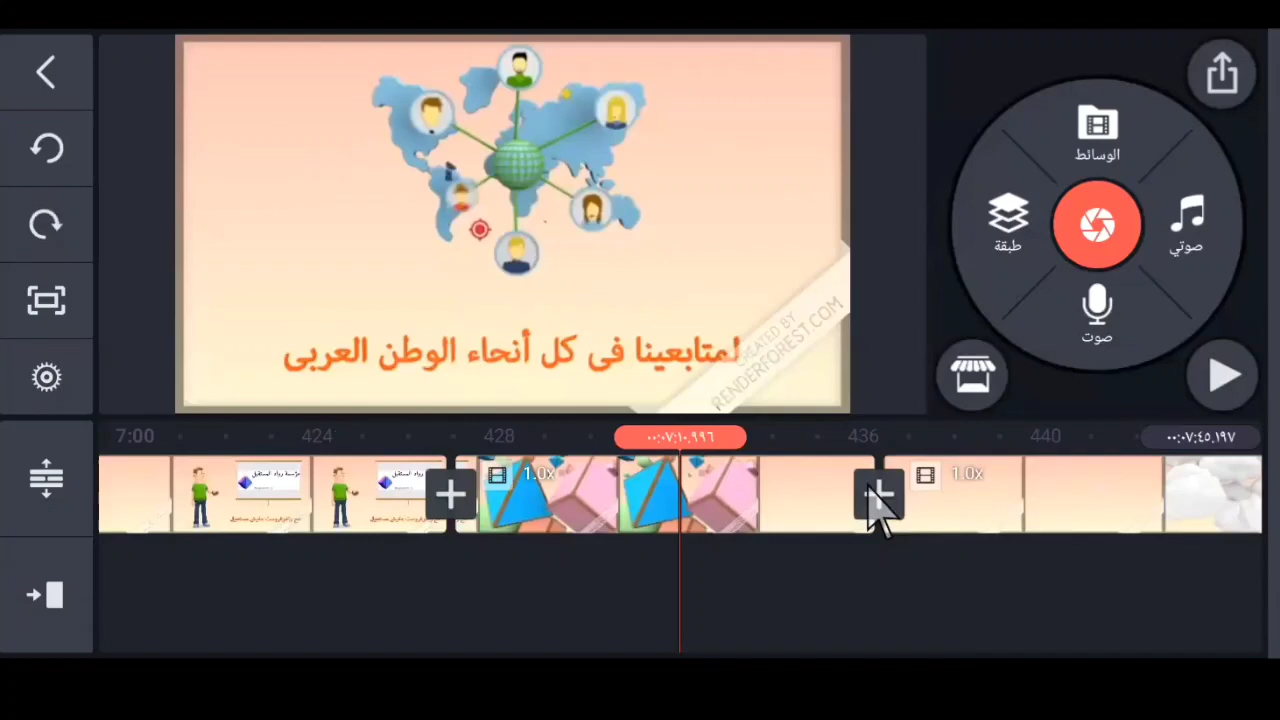 الوسائط
طبقة
صوتي
صوت
لمتابعينا فى كل أنحاء الوطن العربى
CREATED BY
RENDERFOREST.COM
7:00
424
428
٠٠:٠٧:١٠,٩٩٦
436
440
٠٠:٠٧:٤٥,١٩٧
1.0x
1.0x